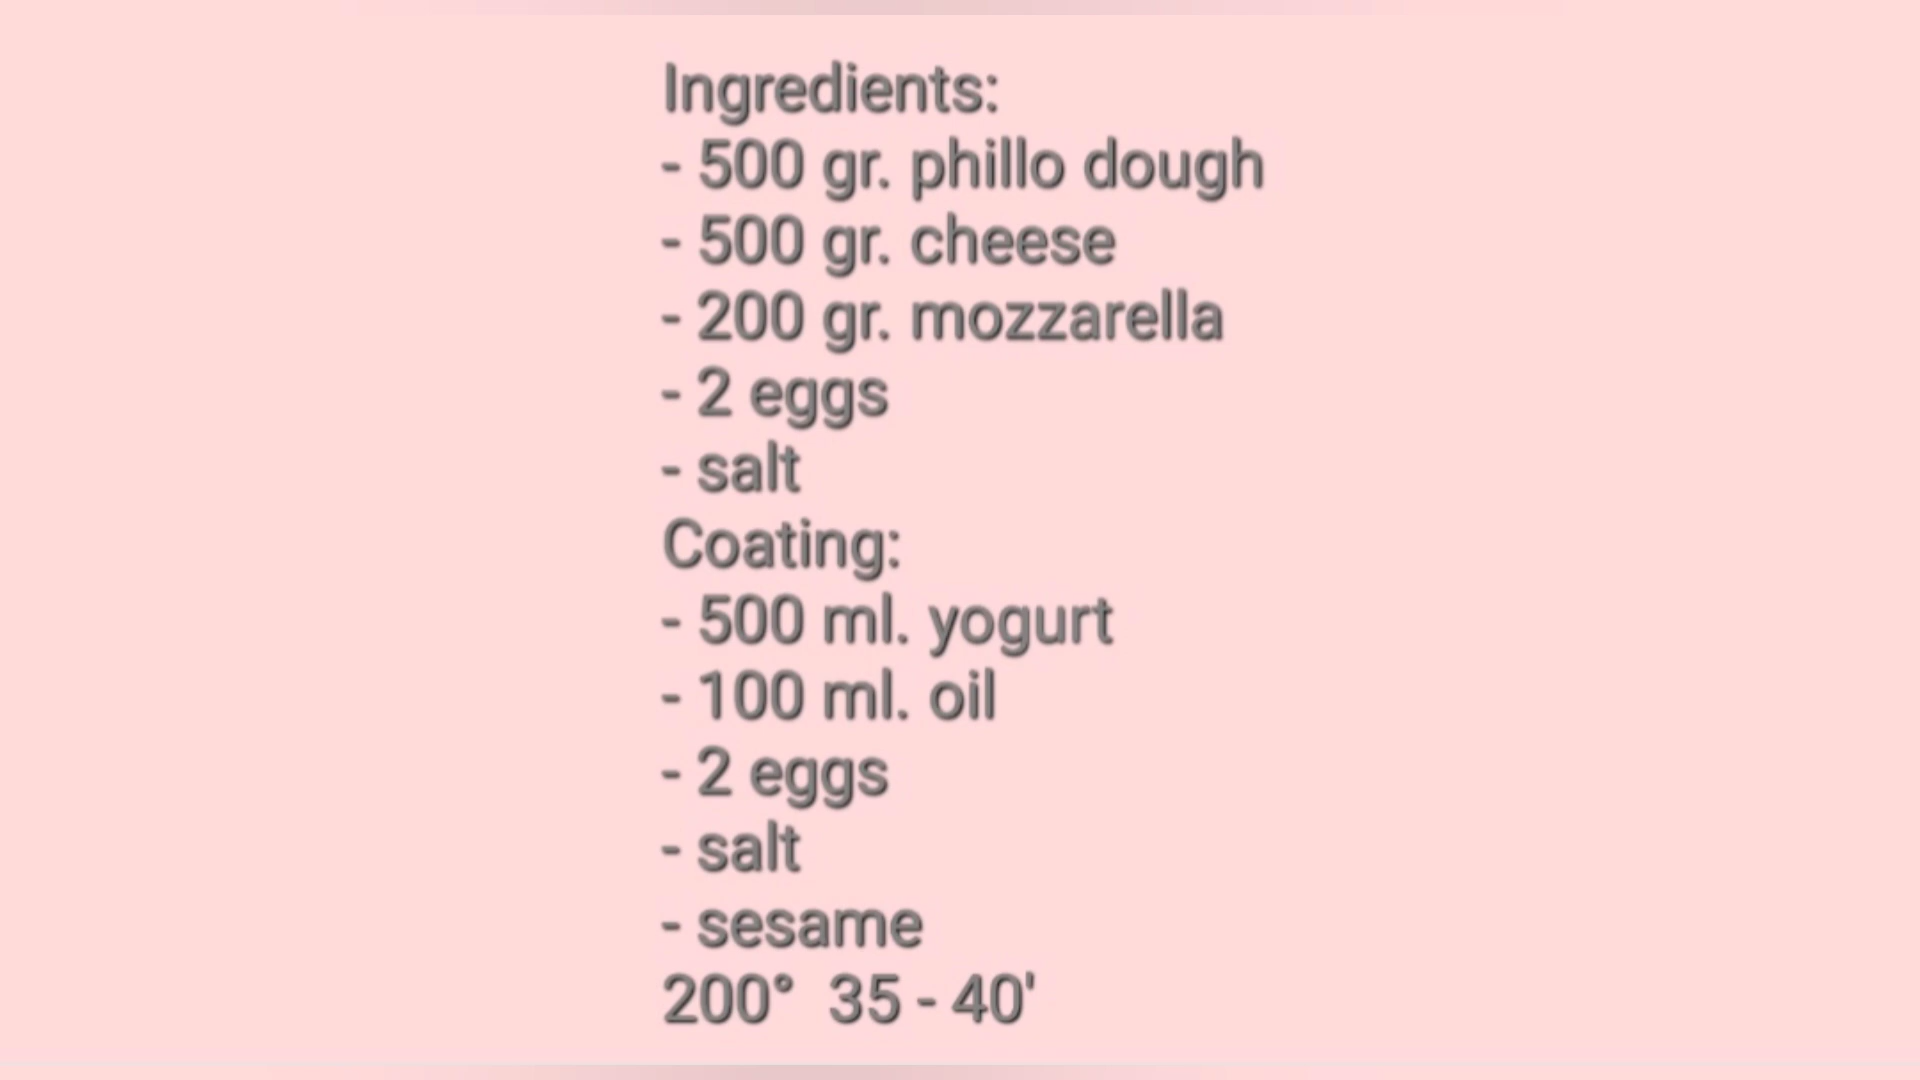 Ingredients:
- 500 gr. phillo dough
- 500 gr. cheese
- 200 gr. mozzarella
- 2 eggs
- salt
Coating:
- 500 ml. yogurt
- 100 ml. oil
- 2 eggs
- salt
- sesame
200°  35 - 40'